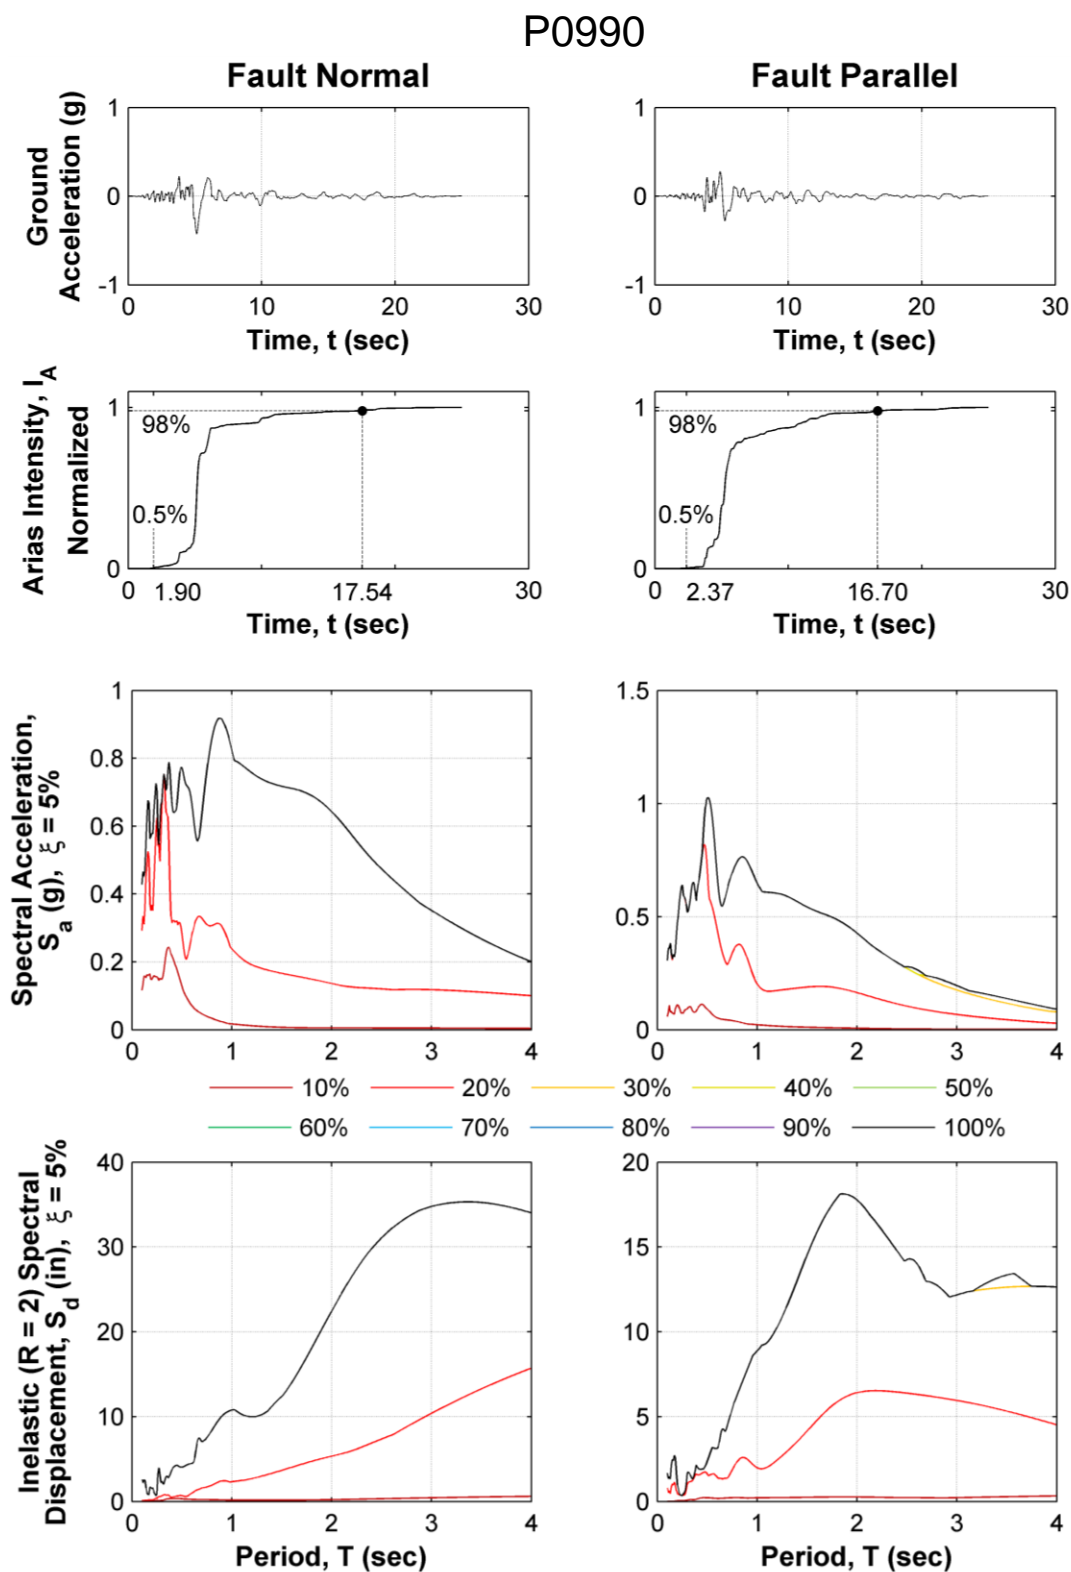 P0990
Fault Normal
Fault Parallel
Ground
Acceleration (g)
1
0
-1
0 10 20 30
Time, t (sec)
1
0
-1
0 10 20 30
Time, t (sec)
Arias Intensity, I_A
Normalized
1
98%
0.5%
0
0 1.90 17.54 30
Time, t (sec)
1
98%
0.5%
0
0 2.37 16.70 30
Time, t (sec)
Spectral Acceleration,
S_a (g), ξ = 5%
1
0.8
0.6
0.4
0.2
0
0 1 2 3 4
1.5
1
0.5
0
0 1 2 3 4
10% 20% 30% 40% 50%
60% 70% 80% 90% 100%
Inelastic (R = 2) Spectral
Displacement, S_d (in), ξ = 5%
40
30
20
10
0
0 1 2 3 4
Period, T (sec)
20
15
10
5
0
0 1 2 3 4
Period, T (sec)